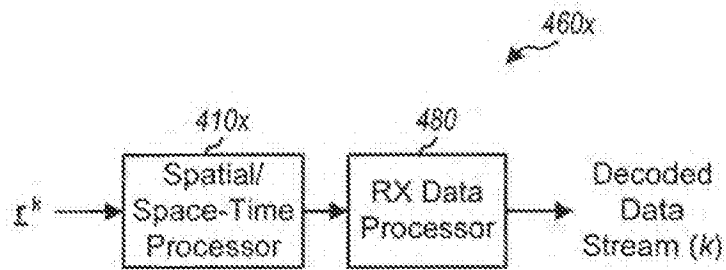 460x
410x
480
Spatial/
Space-Time
Processor
RX Data
Processor
Decoded
Data
Stream (k)
r^k